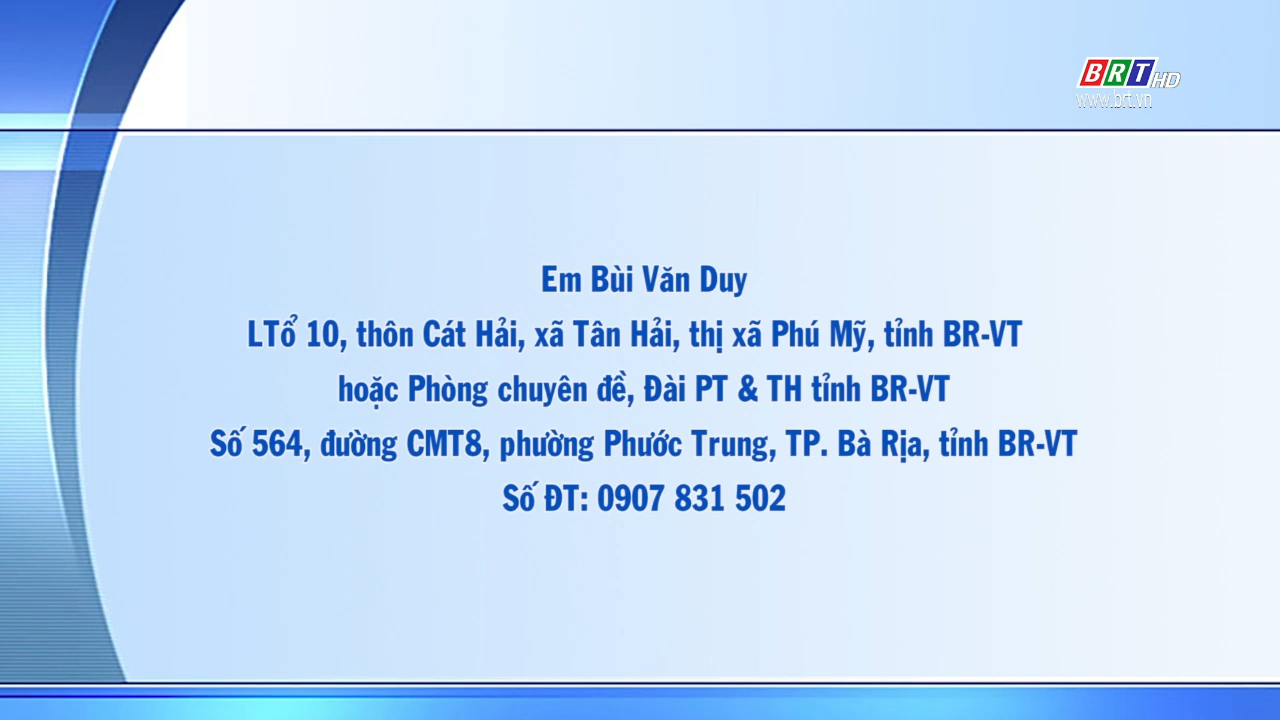 BRT HD
www.brt.vn
Em Bùi Văn Duy
LTổ 10, thôn Cát Hải, xã Tân Hải, thị xã Phú Mỹ, tỉnh BR-VT
hoặc Phòng chuyên đề, Đài PT & TH tỉnh BR-VT
Số 564, đường CMT8, phường Phước Trung, TP. Bà Rịa, tỉnh BR-VT
Số ĐT: 0907 831 502